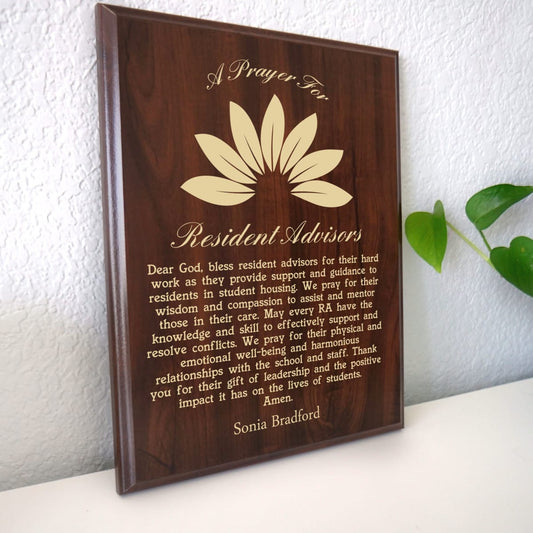 A Prayer For
Resident Advisors
Dear God, bless resident advisors for their hard
work as they provide support and guidance to
residents in student housing. We pray for their
wisdom and compassion to assist and mentor
those in their care. May every RA have the
knowledge and skill to effectively support and
resolve conflicts. We pray for their physical and
emotional well-being and harmonious
relationships with the school and staff. Thank
you for their gift of leadership and the positive
impact it has on the lives of students.
Amen.
Sonia Bradford